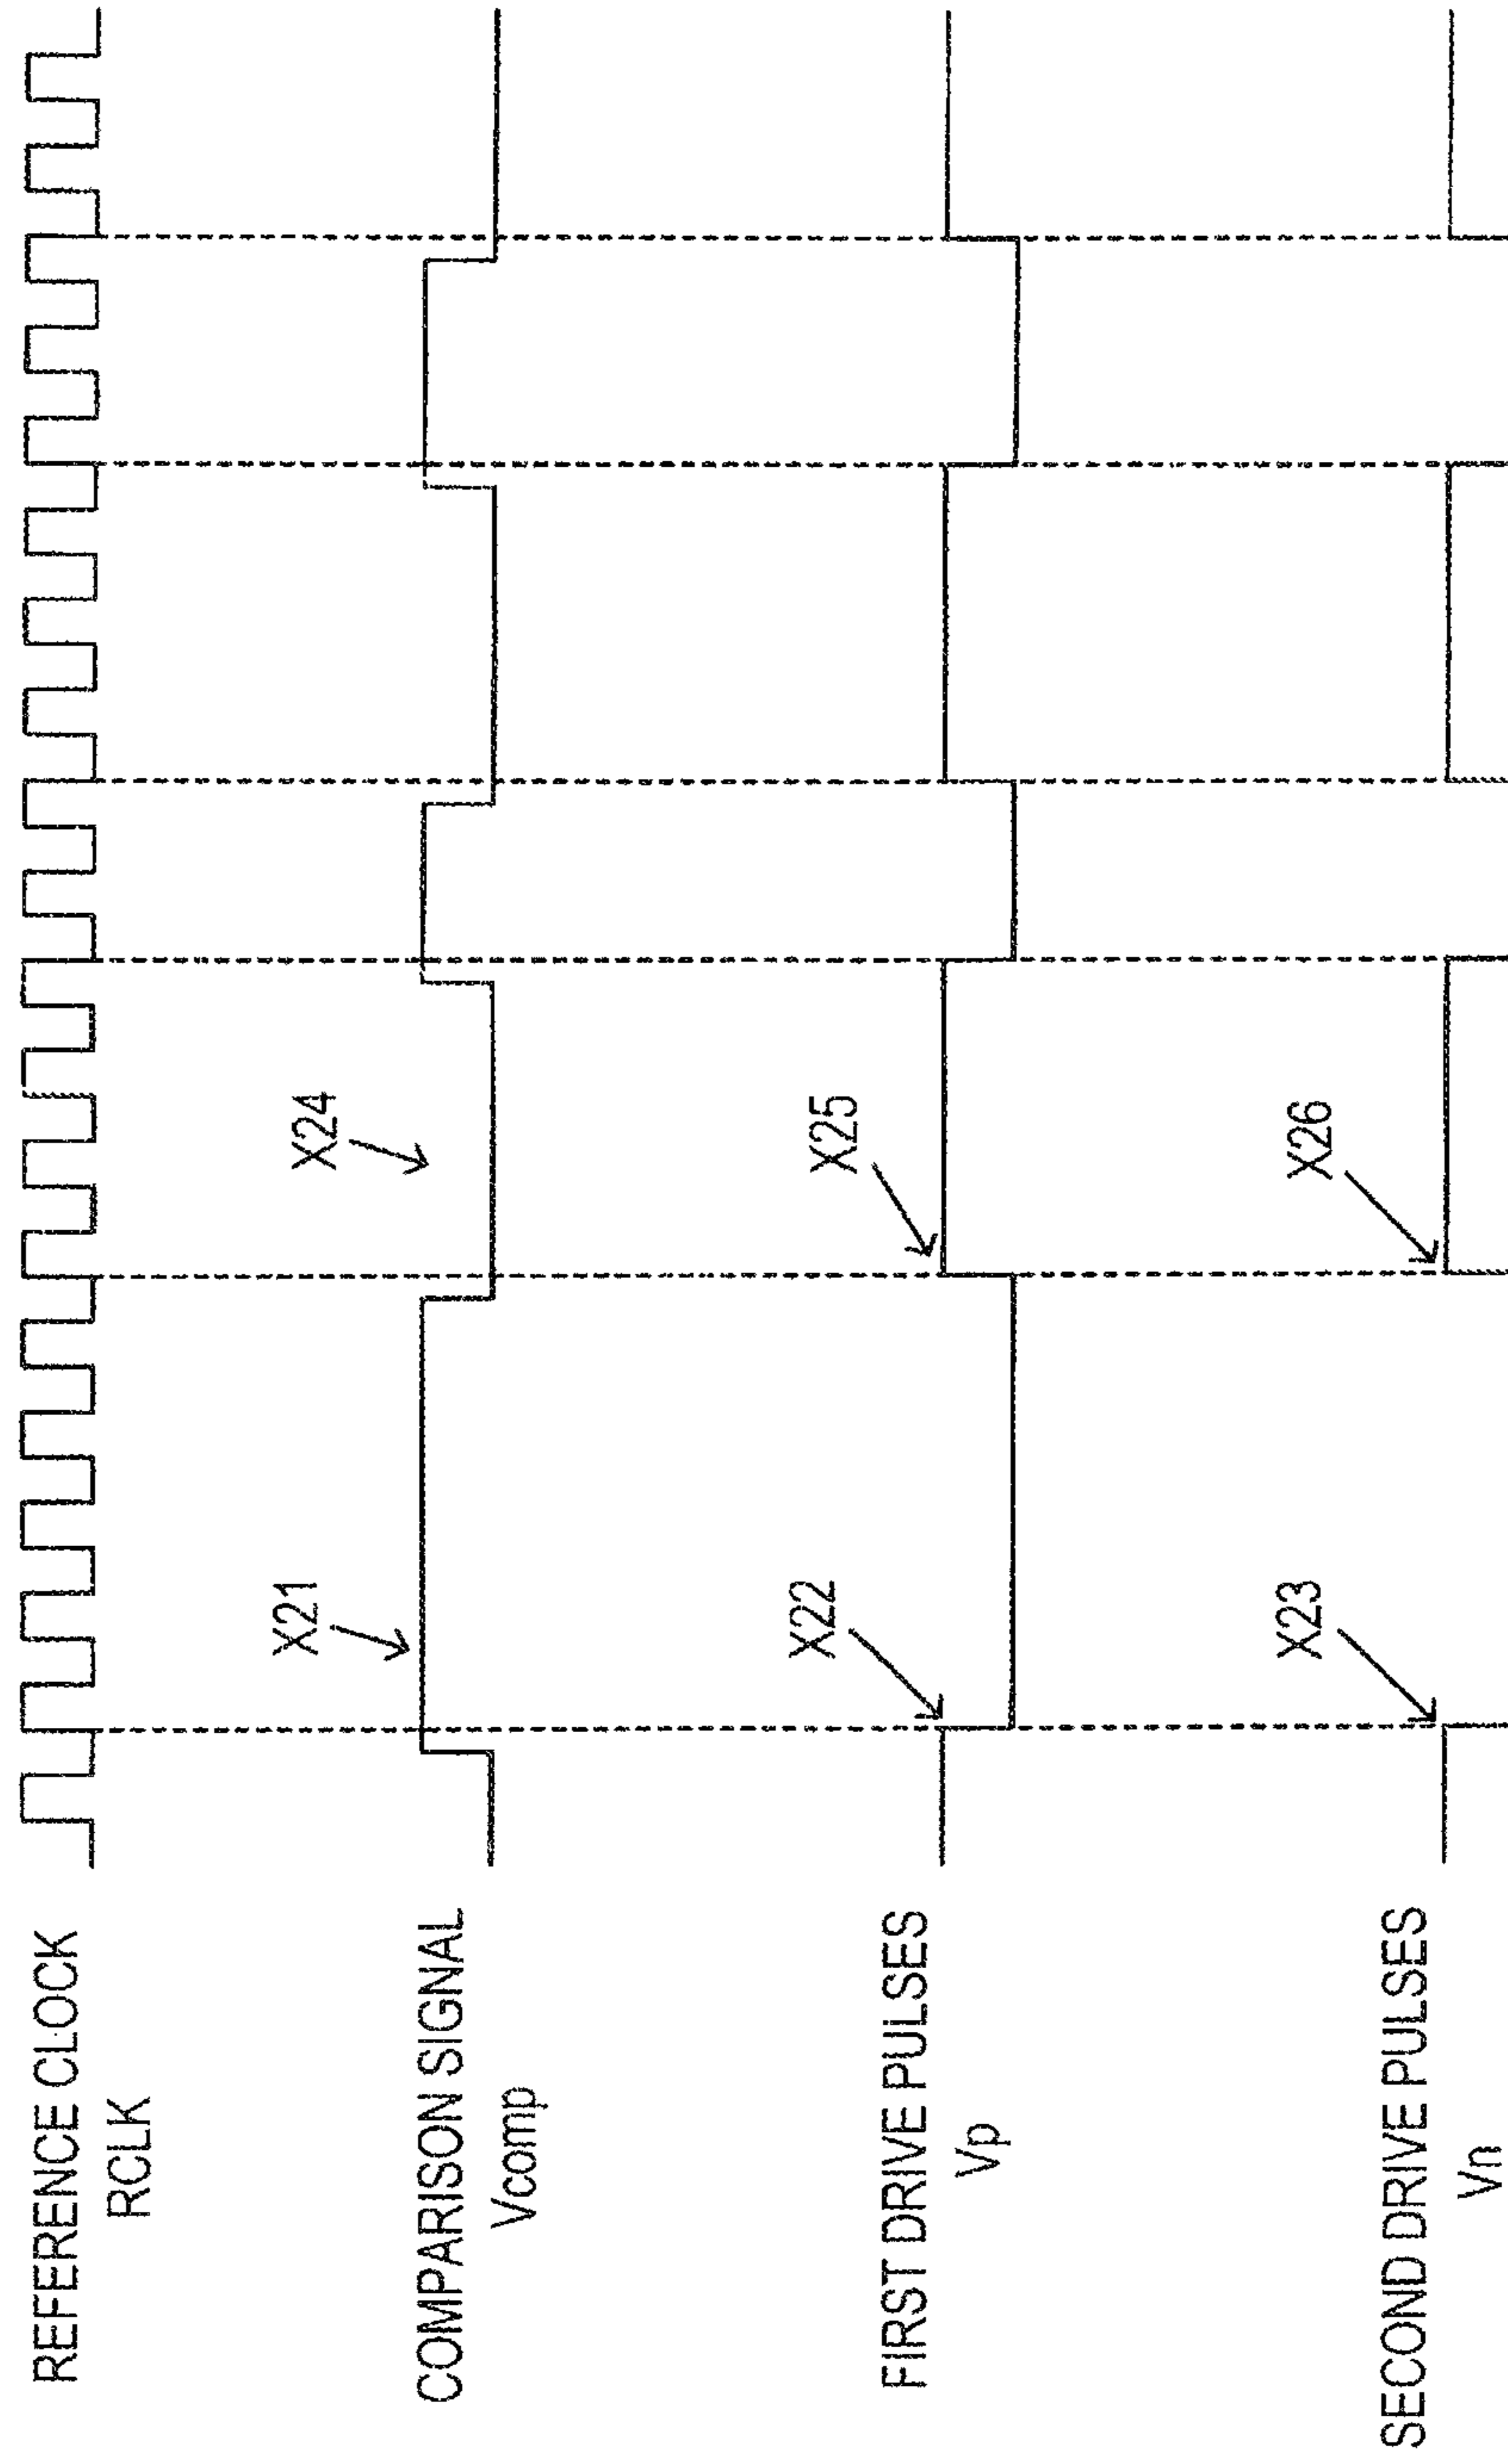 REFERENCE CLOCK
RCLK
COMPARISON SIGNAL
Vcomp
X21
X24
FIRST DRIVE PULSES
Vp
X22
X25
SECOND DRIVE PULSES
Vn
X23
X26